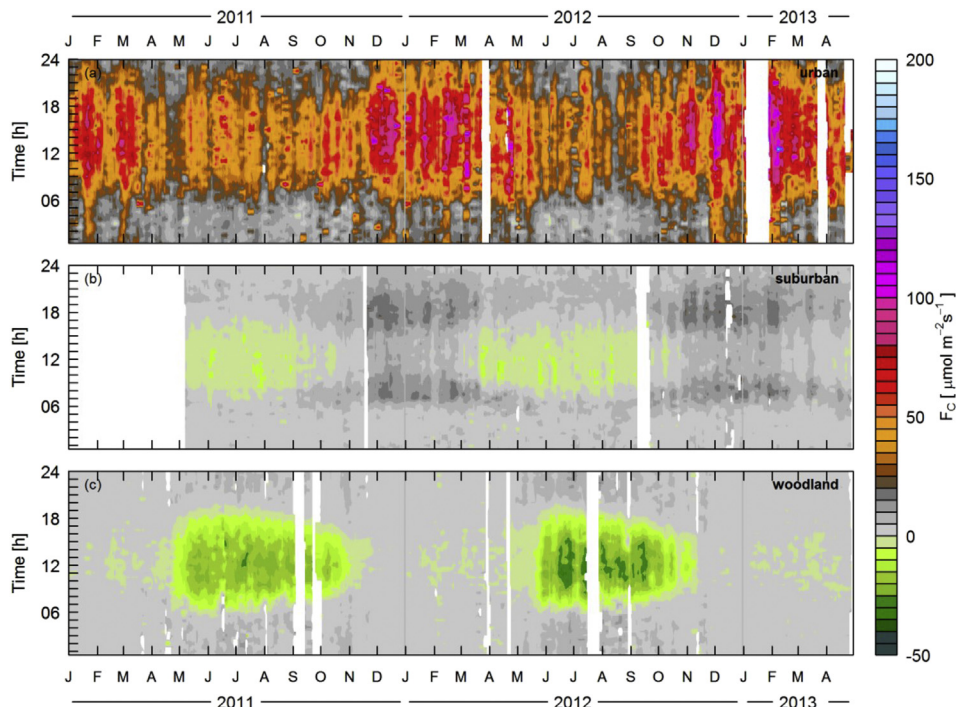 2011 2012 2013
J F M A M J J A S O N D J F M A M J J A S O N D J F M A
24 (a) urban 200
18
12
06
Time [h]
150
24 (b) suburban
18
12
06
Time [h]
100
F_C [ μmol m⁻² s⁻¹ ]
50
24 (c) woodland
18
12
06
Time [h]
0
-50
J F M A M J J A S O N D J F M A M J J A S O N D J F M A
2011 2012 2013